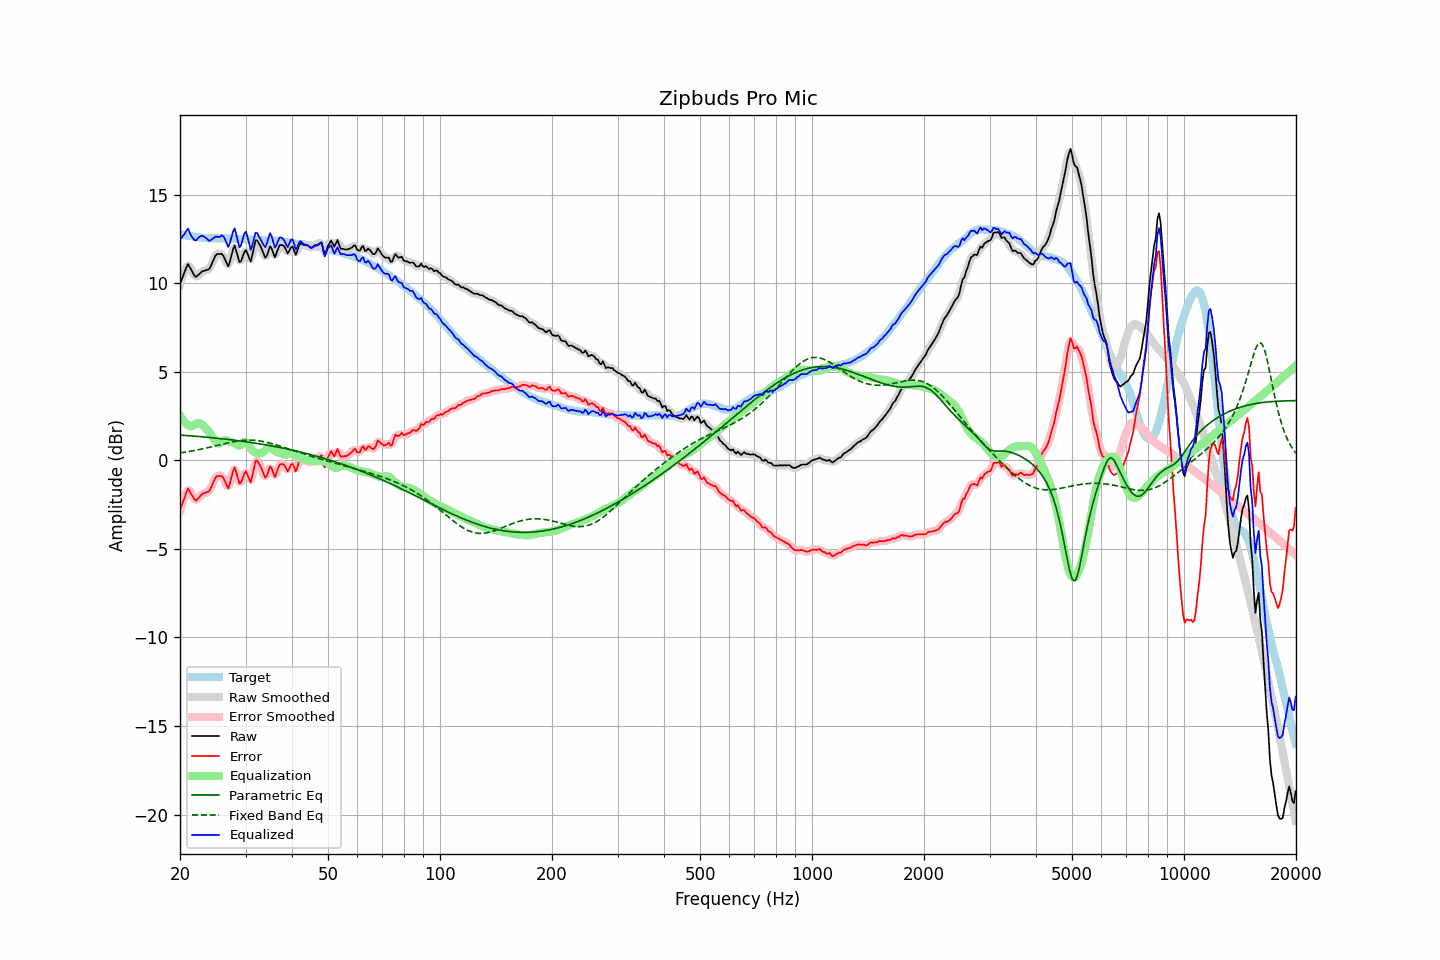 Zipbuds Pro Mic
Amplitude (dBr)
15
10
5
0
−5
−10
−15
−20
Target
Raw Smoothed
Error Smoothed
Raw
Error
Equalization
Parametric Eq
Fixed Band Eq
Equalized
20 50 100 200 500 1000 2000 5000 10000 20000
Frequency (Hz)